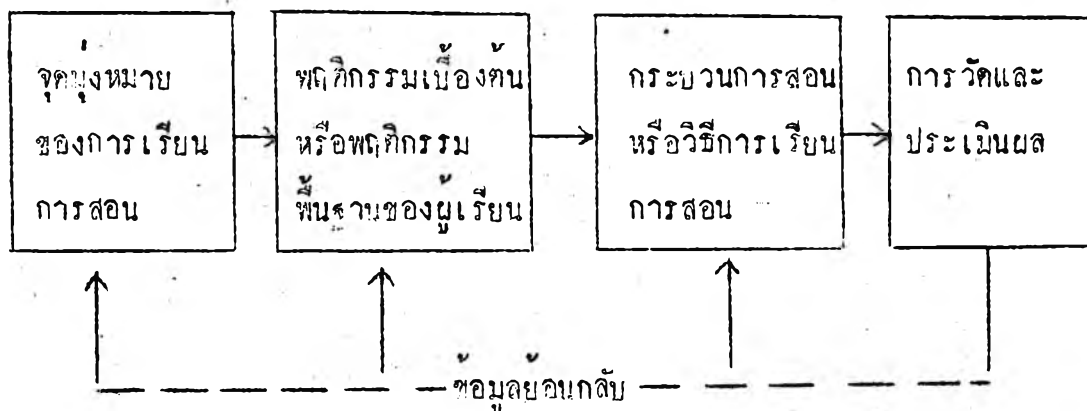 จุดมุ่งหมาย
ของการเรียน
การสอน
พฤติกรรมเบื้องต้น
หรือพฤติกรรม
พื้นฐานของผู้เรียน
กระบวนการสอน
หรือวิธีการเรียน
การสอน
การวัดและ
ประเมินผล
ข้อมูลย้อนกลับ